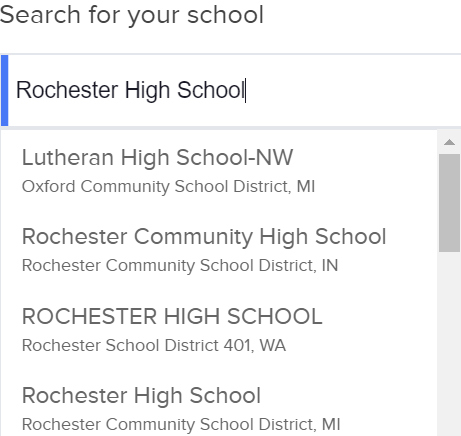 Search for your school
Rochester High School
Lutheran High School-NW
Oxford Community School District, MI
Rochester Community High School
Rochester Community School District, IN
ROCHESTER HIGH SCHOOL
Rochester School District 401, WA
Rochester High School
Rochester Community School District, MI